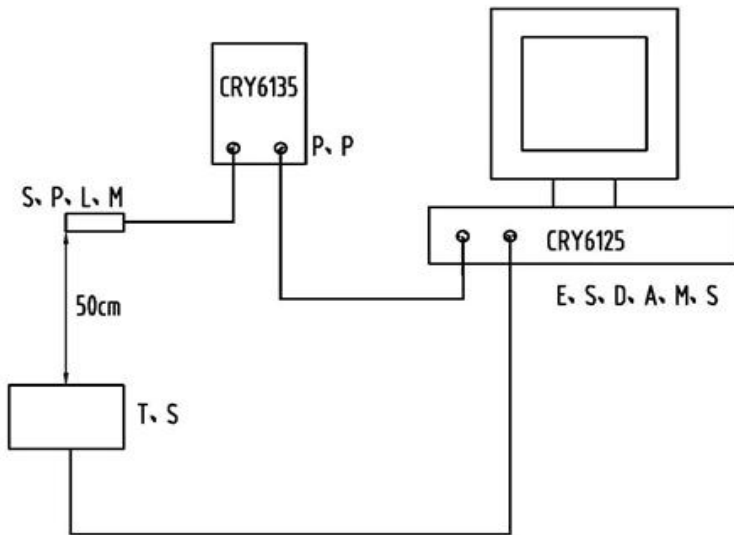 CRY6135
P、P
S、P、L、M
CRY6125
E、S、D、A、M、S
50cm
T、S